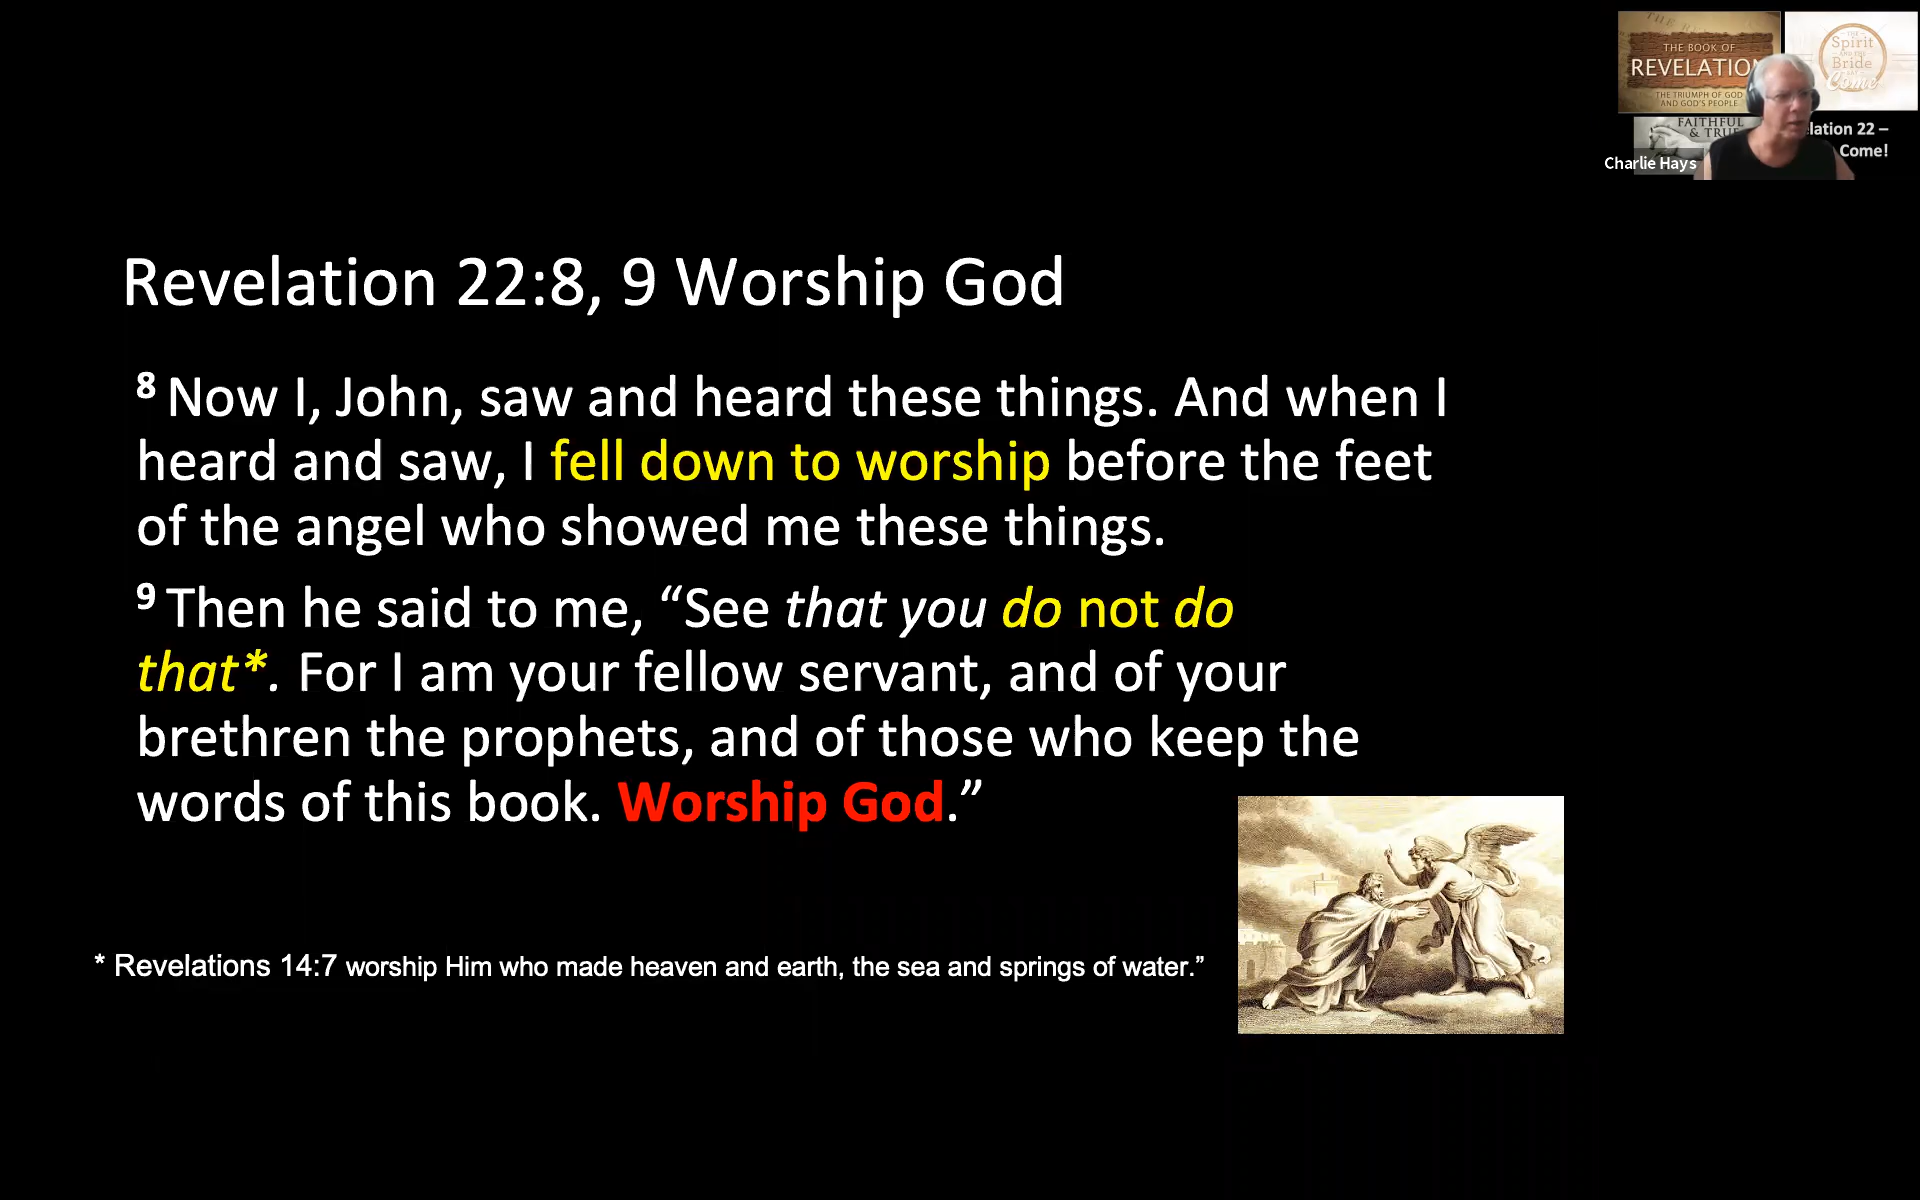 THE BOOK OF
REVELATIO
THE TRIUMPH OF GOD
AND GOD'S PEOPLE
THE
Spirit
AND THE
Bride
Come
FAITHFUL
& TRU
lation 22 –
Come!
Charlie Hays
Revelation 22:8, 9 Worship God
8 Now I, John, saw and heard these things. And when I
heard and saw, I fell down to worship before the feet
of the angel who showed me these things.
9 Then he said to me, “See that you do not do
that*. For I am your fellow servant, and of your
brethren the prophets, and of those who keep the
words of this book. Worship God.”
* Revelations 14:7 worship Him who made heaven and earth, the sea and springs of water.”